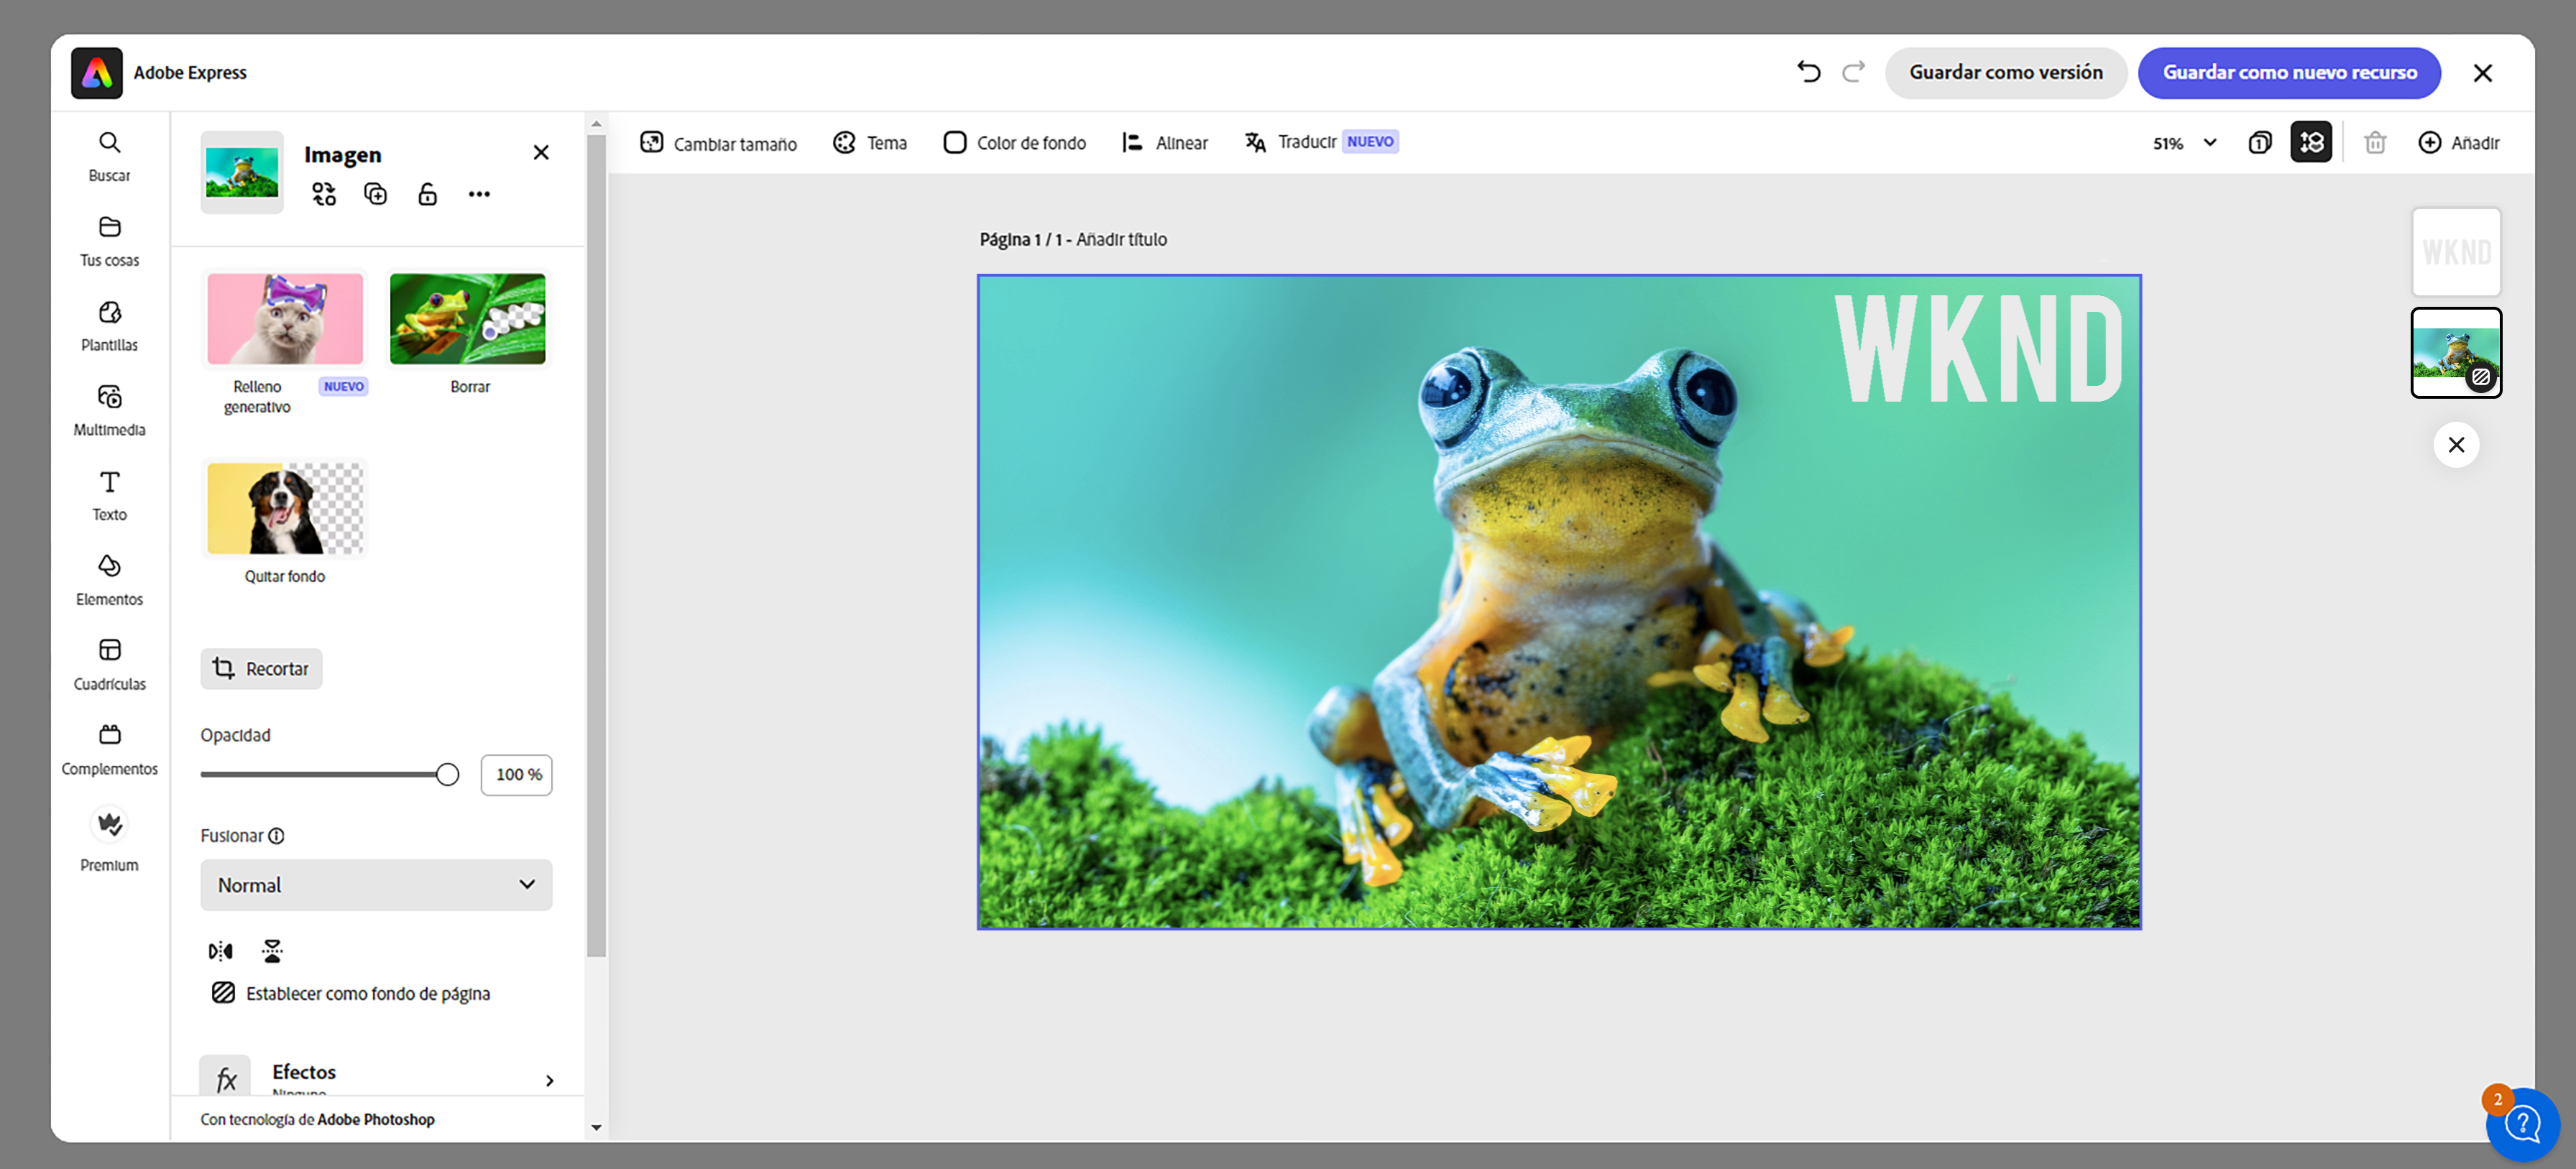 Adobe Express
Guardar como versión
Guardar como nuevo recurso
Buscar
Tus cosas
Plantillas
Multimedia
Texto
Elementos
Cuadrículas
Complementos
Premium
Imagen
Relleno generativo NUEVO
Borrar
Quitar fondo
Recortar
Opacidad
100 %
Fusionar
Normal
Establecer como fondo de página
fx
Efectos
Ninguno
Con tecnología de Adobe Photoshop
Cambiar tamaño
Tema
Color de fondo
Alinear
Traducir NUEVO
51%
1
Añadir
Página 1 / 1 - Añadir título
WKND
WKND
2
?